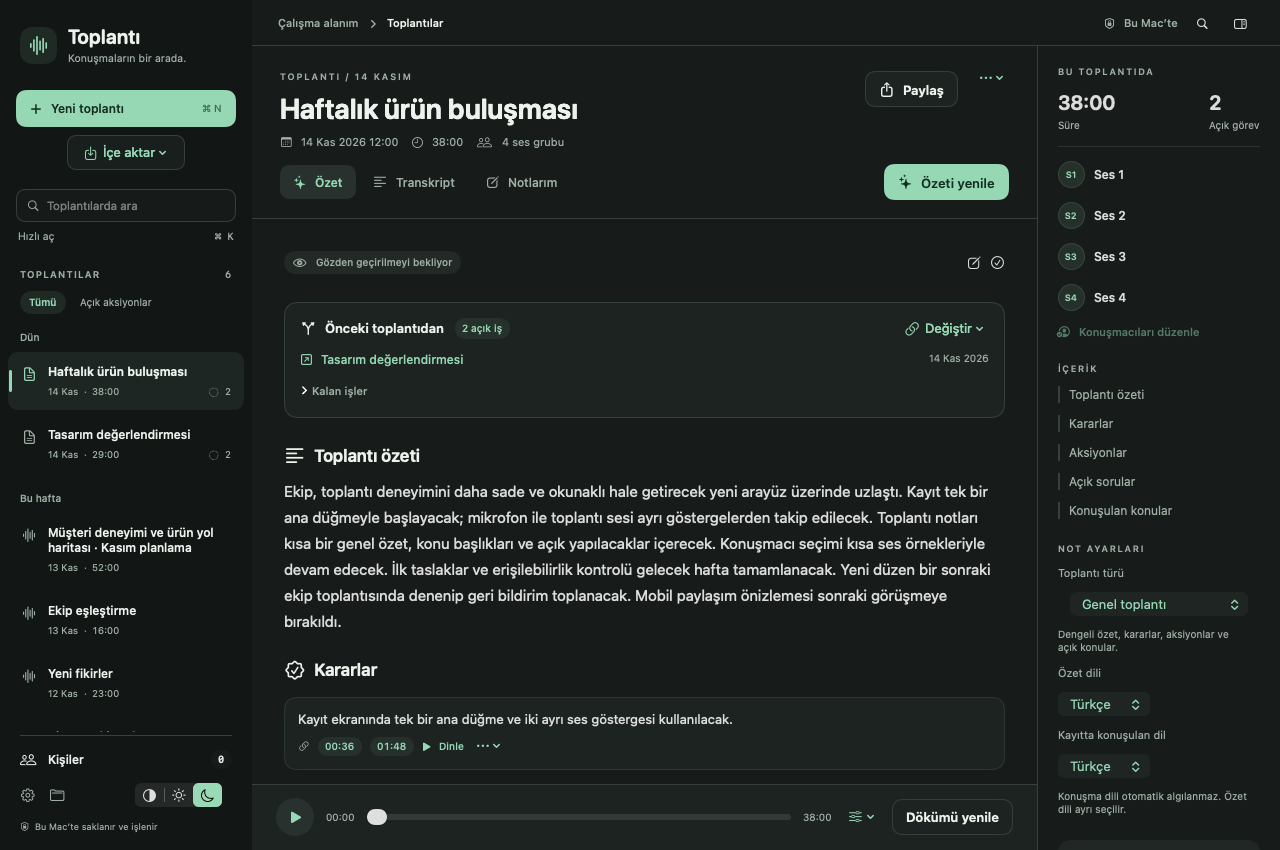 Toplantı
Konuşmaların bir arada.
+ Yeni toplantı ⌘ N
İçe aktar
Toplantılarda ara
Hızlı aç ⌘ K
TOPLANTILAR 6
Tümü Açık aksiyonlar
Dün
Haftalık ürün buluşması
14 Kas · 38:00 2
Tasarım değerlendirmesi
14 Kas · 29:00 2
Bu hafta
Müşteri deneyimi ve ürün yol
haritası · Kasım planlama
13 Kas · 52:00
Ekip eşleştirme
13 Kas · 16:00
Yeni fikirler
12 Kas · 23:00
Kişiler 0
Bu Mac'te saklanır ve işlenir
Çalışma alanım > Toplantılar
Bu Mac'te
TOPLANTI / 14 KASIM
Haftalık ürün buluşması
Paylaş
14 Kas 2026 12:00 38:00 4 ses grubu
Özet Transkript Notlarım
Özeti yenile
Gözden geçirilmeyi bekliyor
Önceki toplantıdan 2 açık iş Değiştir
Tasarım değerlendirmesi 14 Kas 2026
Kalan işler
Toplantı özeti
Ekip, toplantı deneyimini daha sade ve okunaklı hale getirecek yeni arayüz üzerinde uzlaştı. Kayıt tek bir
ana düğmeyle başlayacak; mikrofon ile toplantı sesi ayrı göstergelerden takip edilecek. Toplantı notları
kısa bir genel özet, konu başlıkları ve açık yapılacaklar içerecek. Konuşmacı seçimi kısa ses örnekleriyle
devam edecek. İlk taslaklar ve erişilebilirlik kontrolü gelecek hafta tamamlanacak. Yeni düzen bir sonraki
ekip toplantısında denenip geri bildirim toplanacak. Mobil paylaşım önizlemesi sonraki görüşmeye
bırakıldı.
Kararlar
Kayıt ekranında tek bir ana düğme ve iki ayrı ses göstergesi kullanılacak.
00:36 01:48 Dinle
00:00 38:00
Dökümü yenile
BU TOPLANTIDA
38:00 2
Süre Açık görev
S1 Ses 1
S2 Ses 2
S3 Ses 3
S4 Ses 4
Konuşmacıları düzenle
İÇERİK
Toplantı özeti
Kararlar
Aksiyonlar
Açık sorular
Konuşulan konular
NOT AYARLARI
Toplantı türü
Genel toplantı
Dengeli özet, kararlar, aksiyonlar ve
açık konular.
Özet dili
Türkçe
Kayıtta konuşulan dil
Türkçe
Konuşma dili otomatik algılanmaz. Özet
dili ayrı seçilir.